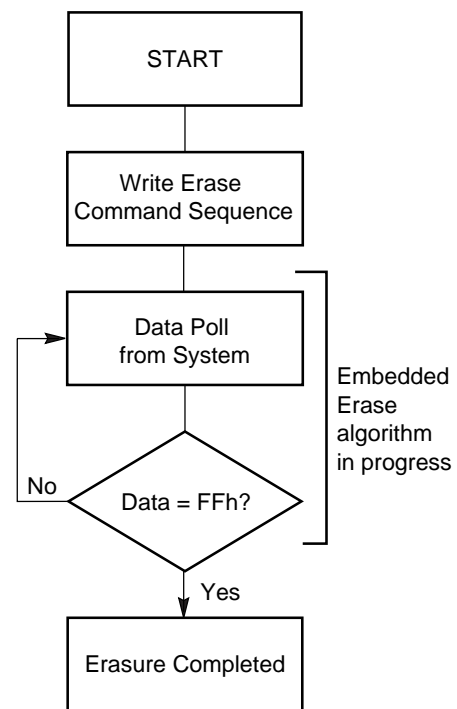 START
Write Erase
Command Sequence
Data Poll
from System
Embedded
Erase
algorithm
in progress
No
Data = FFh?
Yes
Erasure Completed